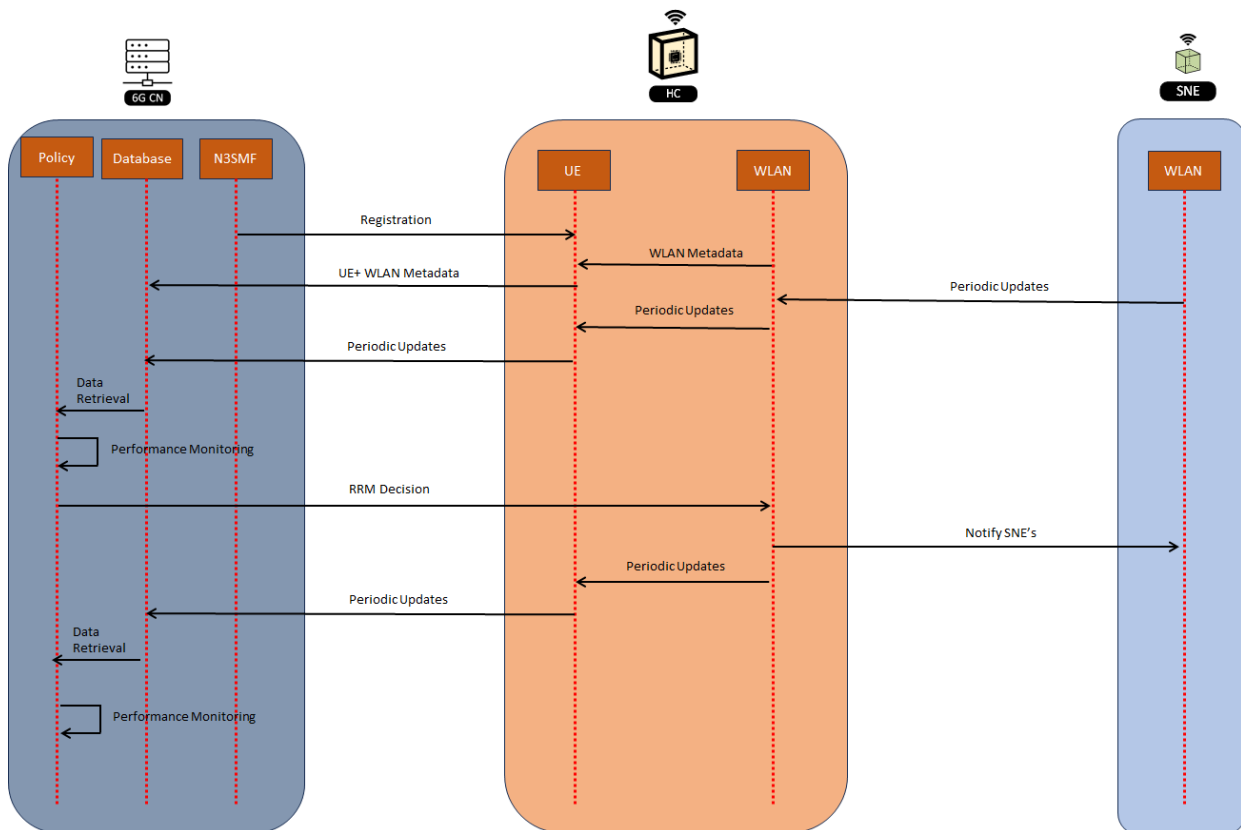 6G CN
HC
SNE
Policy
Database
N3SMF
UE
WLAN
WLAN
Registration
WLAN Metadata
UE+ WLAN Metadata
Periodic Updates
Periodic Updates
Periodic Updates
Data
Retrieval
Performance Monitoring
RRM Decision
Notify SNE's
Periodic Updates
Periodic Updates
Data
Retrieval
Performance Monitoring